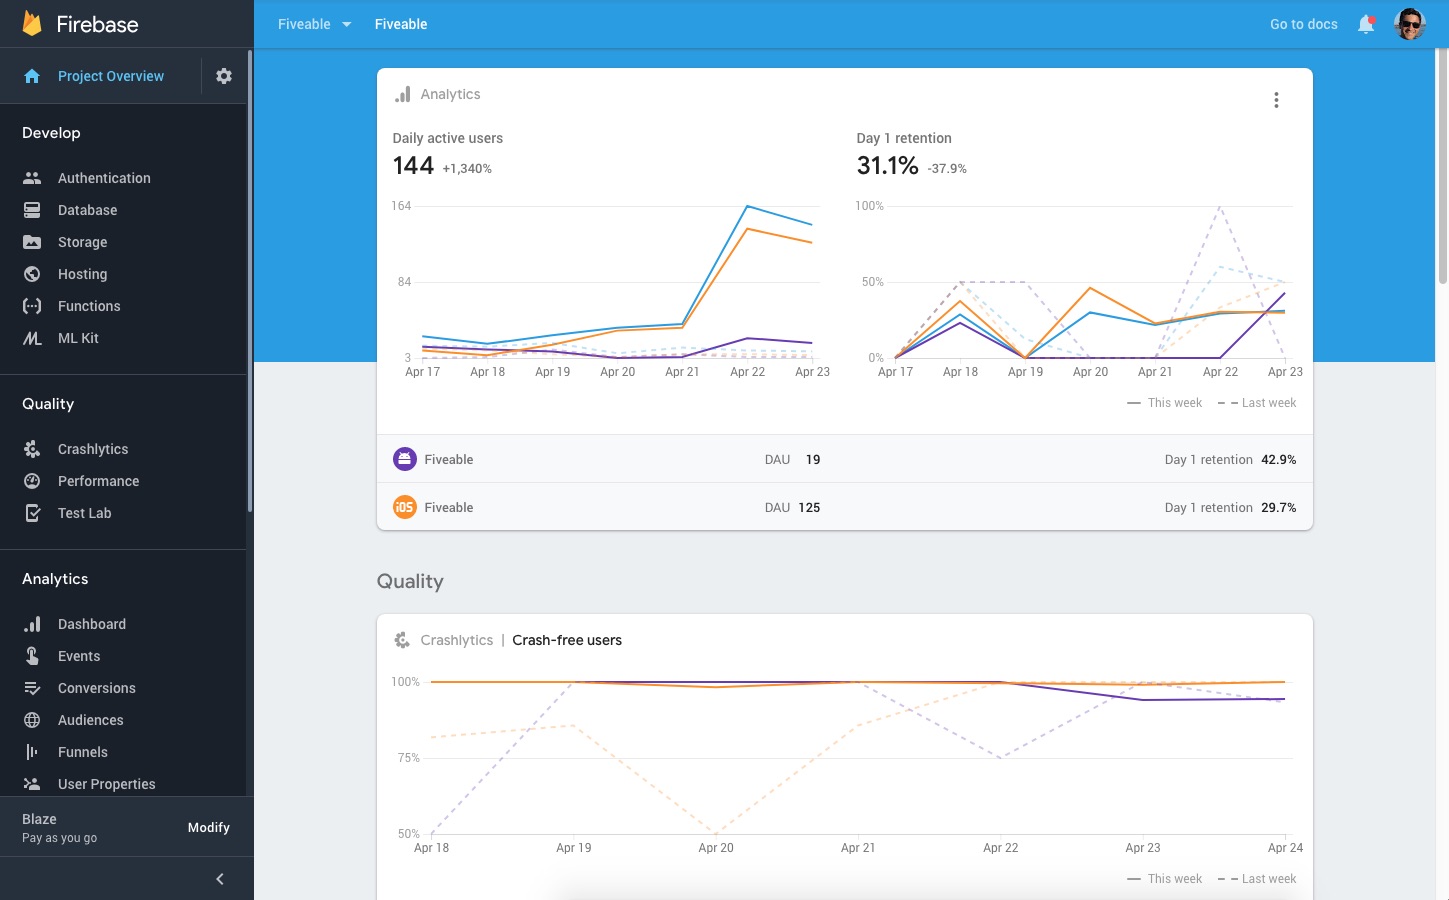 Firebase
Fiveable Fiveable Go to docs
Project Overview
Develop
Authentication
Database
Storage
Hosting
Functions
ML Kit
Quality
Crashlytics
Performance
Test Lab
Analytics
Dashboard
Events
Conversions
Audiences
Funnels
User Properties
Blaze
Pay as you go
Modify
Analytics
Daily active users
144 +1,340%
164
84
3
Apr 17 Apr 18 Apr 19 Apr 20 Apr 21 Apr 22 Apr 23
Day 1 retention
31.1% -37.9%
100%
50%
0%
Apr 17 Apr 18 Apr 19 Apr 20 Apr 21 Apr 22 Apr 23
This week Last week
Fiveable DAU 19 Day 1 retention 42.9%
iOS Fiveable DAU 125 Day 1 retention 29.7%
Quality
Crashlytics | Crash-free users
100%
75%
50%
Apr 18 Apr 19 Apr 20 Apr 21 Apr 22 Apr 23 Apr 24
This week Last week